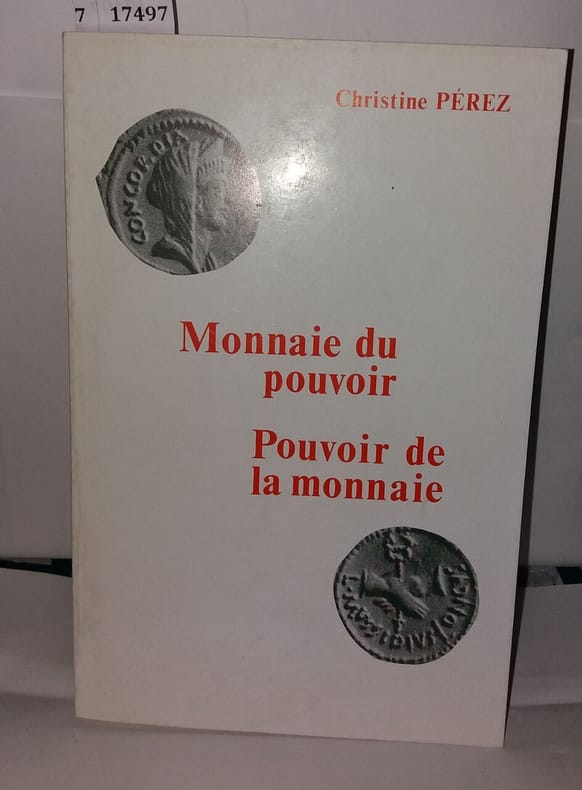 7 17497
Christine PÉREZ
CONCORDIA
Monnaie du
pouvoir
Pouvoir de
la monnaie